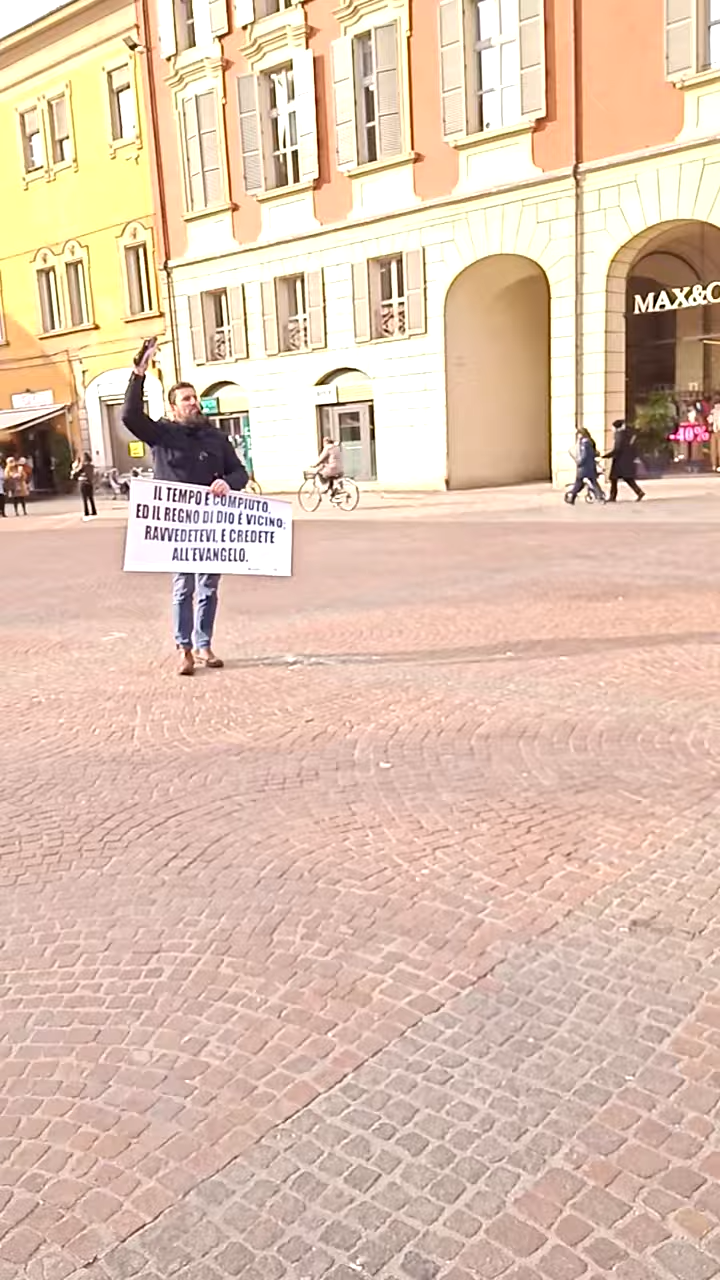 MAX&C
-40%
IL TEMPO È COMPIUTO,
ED IL REGNO DI DIO È VICINO;
RAVVEDETEVI, E CREDETE
ALL'EVANGELO.